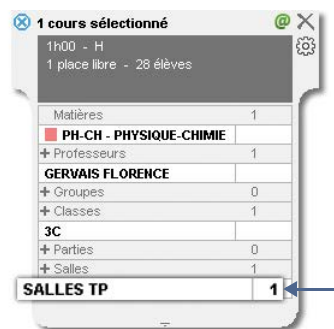 1 cours sélectionné @
1h00 - H
1 place libre - 28 élèves
Matières 1
PH-CH - PHYSIQUE-CHIMIE
+ Professeurs 1
GERVAIS FLORENCE
+ Groupes 0
+ Classes 1
3C
+ Parties 0
+ Salles 1
SALLES TP 1